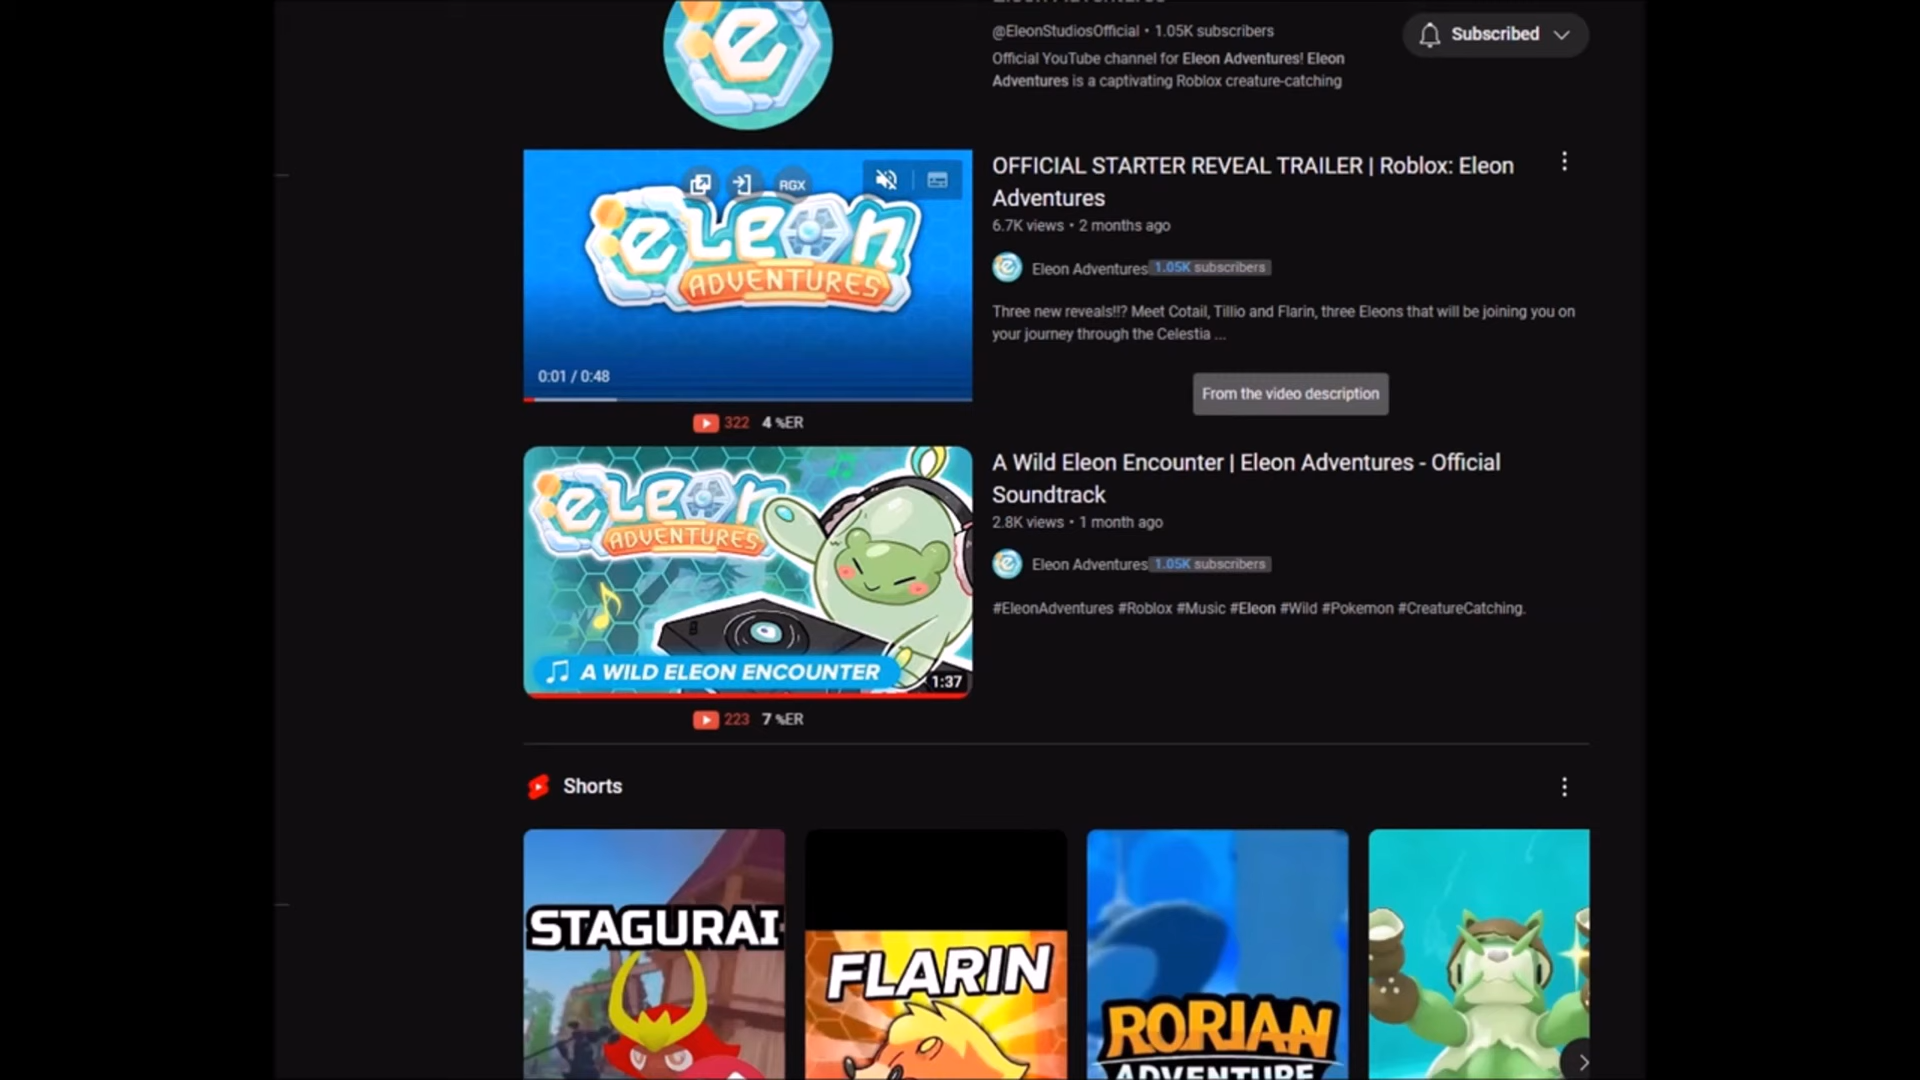 @EleonStudiosOfficial • 1.05K subscribers
Subscribed
Official YouTube channel for Eleon Adventures! Eleon
Adventures is a captivating Roblox creature-catching
e
RGX
eLeon
ADVENTURES
0:01 / 0:48
322 4 %ER
OFFICIAL STARTER REVEAL TRAILER | Roblox: Eleon
Adventures
6.7K views • 2 months ago
Eleon Adventures 1.05K subscribers
Three new reveals!!? Meet Cotail, Tillio and Flarin, three Eleons that will be joining you on
your journey through the Celestia ...
From the video description
eLeon
ADVENTURES
A WILD ELEON ENCOUNTER
1:37
223 7 %ER
A Wild Eleon Encounter | Eleon Adventures - Official
Soundtrack
2.8K views • 1 month ago
Eleon Adventures 1.05K subscribers
#EleonAdventures #Roblox #Music #Eleon #Wild #Pokemon #CreatureCatching.
Shorts
STAGURAI
FLARIN
RORIAN
ADVENTURE